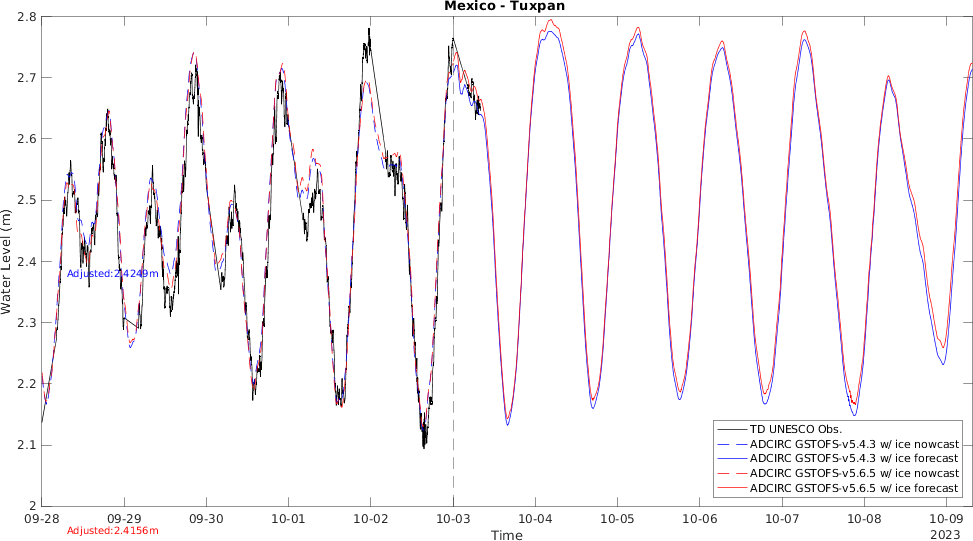 Mexico - Tuxpan
2.8
2.7
2.6
2.5
2.4
2.3
2.2
2.1
2
Water Level (m)
Adjusted:2.4249m
TD UNESCO Obs.
ADCIRC GSTOFS-v5.4.3 w/ ice nowcast
ADCIRC GSTOFS-v5.4.3 w/ ice forecast
ADCIRC GSTOFS-v5.6.5 w/ ice nowcast
ADCIRC GSTOFS-v5.6.5 w/ ice forecast
09-28 09-29 09-30 10-01 10-02 10-03 10-04 10-05 10-06 10-07 10-08 10-09
Adjusted:2.4156m
Time
2023